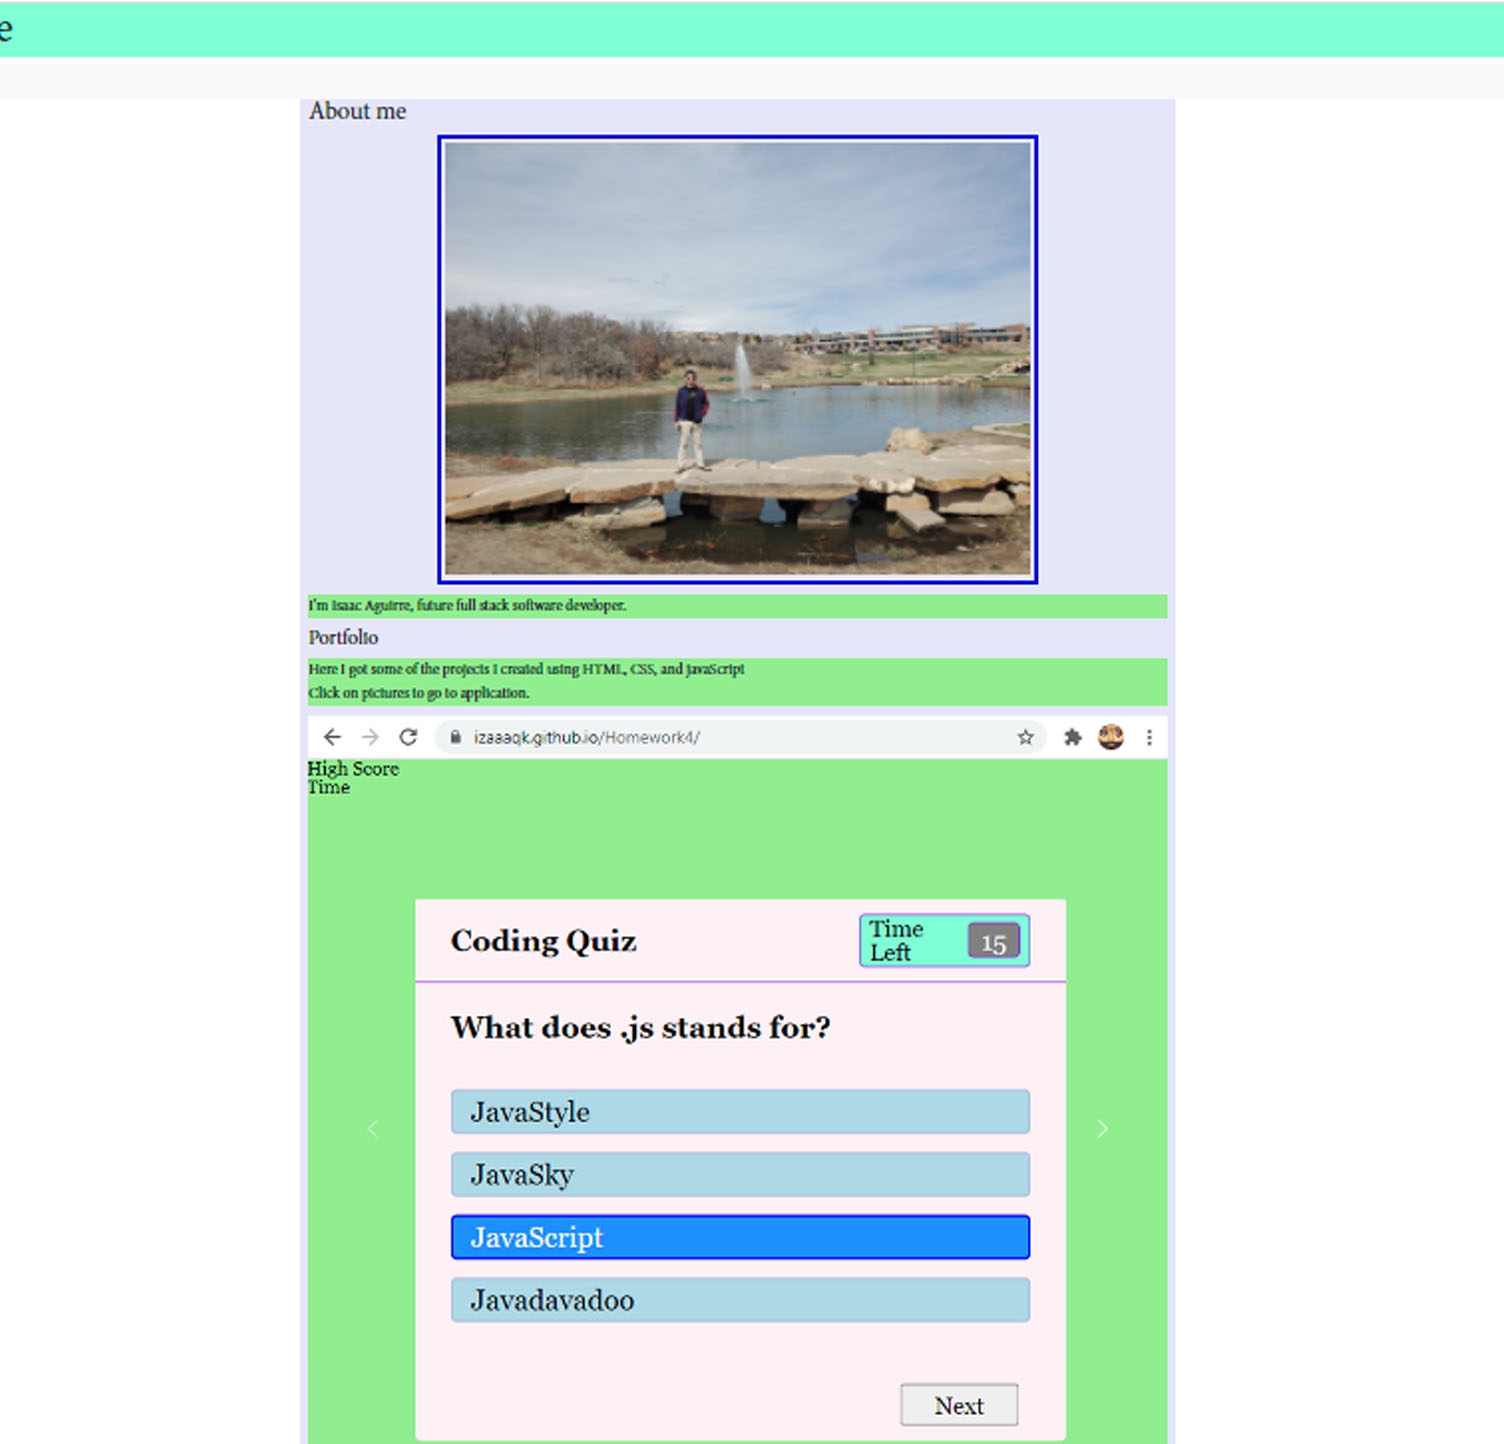 e
About me
I'm Isaac Aguirre, future full stack software developer.
Portfolio
Here I got some of the projects I created using HTML, CSS, and JavaScript
Click on pictures to go to application.
izaaaqk.github.io/Homework4/
High Score
Time
Coding Quiz
Time
Left
15
What does .js stands for?
JavaStyle
JavaSky
JavaScript
Javadavadoo
Next